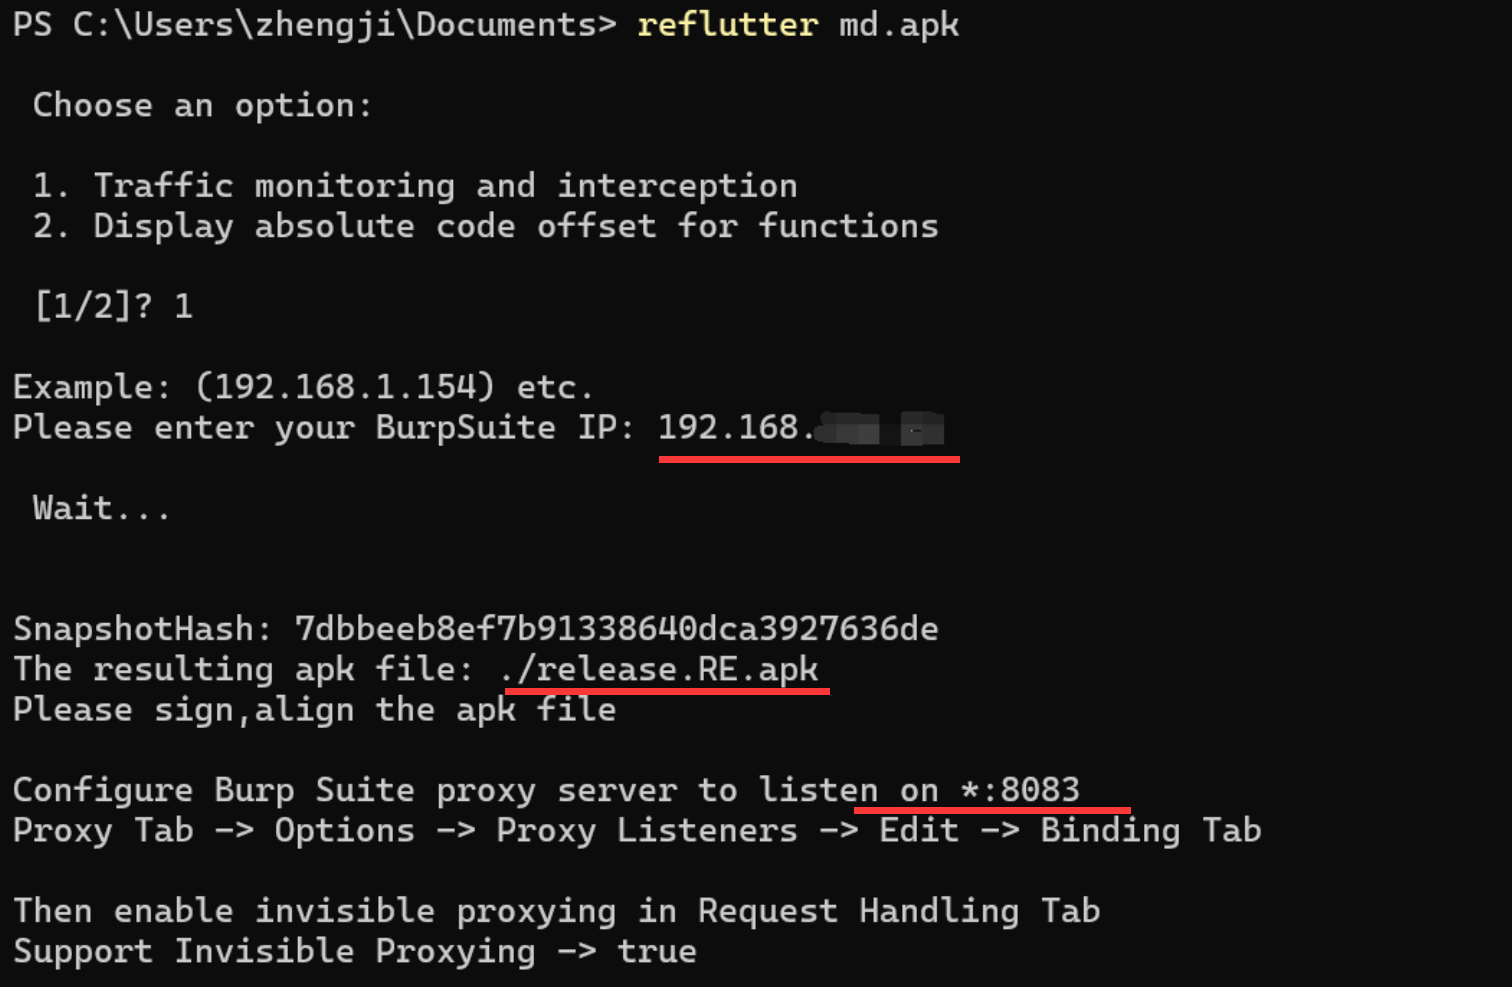 PS C:\Users\zhengji\Documents> reflutter md.apk
Choose an option:
1. Traffic monitoring and interception
2. Display absolute code offset for functions
[1/2]? 1
Example: (192.168.1.154) etc.
Please enter your BurpSuite IP: 192.168.
Wait...
SnapshotHash: 7dbbeeb8ef7b91338640dca3927636de
The resulting apk file: ./release.RE.apk
Please sign,align the apk file
Configure Burp Suite proxy server to listen on *:8083
Proxy Tab -> Options -> Proxy Listeners -> Edit -> Binding Tab
Then enable invisible proxying in Request Handling Tab
Support Invisible Proxying -> true